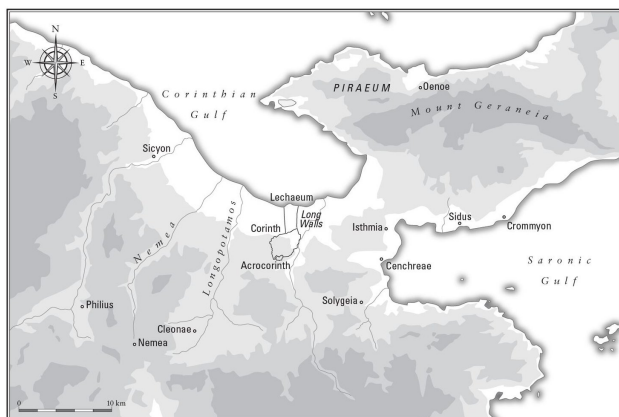 N
W E
S
Corinthian
Gulf
PIRAEUM
Oenoe
Mount Geraneia
Sicyon
Lechaeum
Corinth
Long
Walls
Acrocorinth
Isthmia
Sidus
Crommyon
Cenchreae
Saronic
Gulf
Nemea
Longopotamos
Philius
Solygeia
Cleonae
Nemea
0 10 km